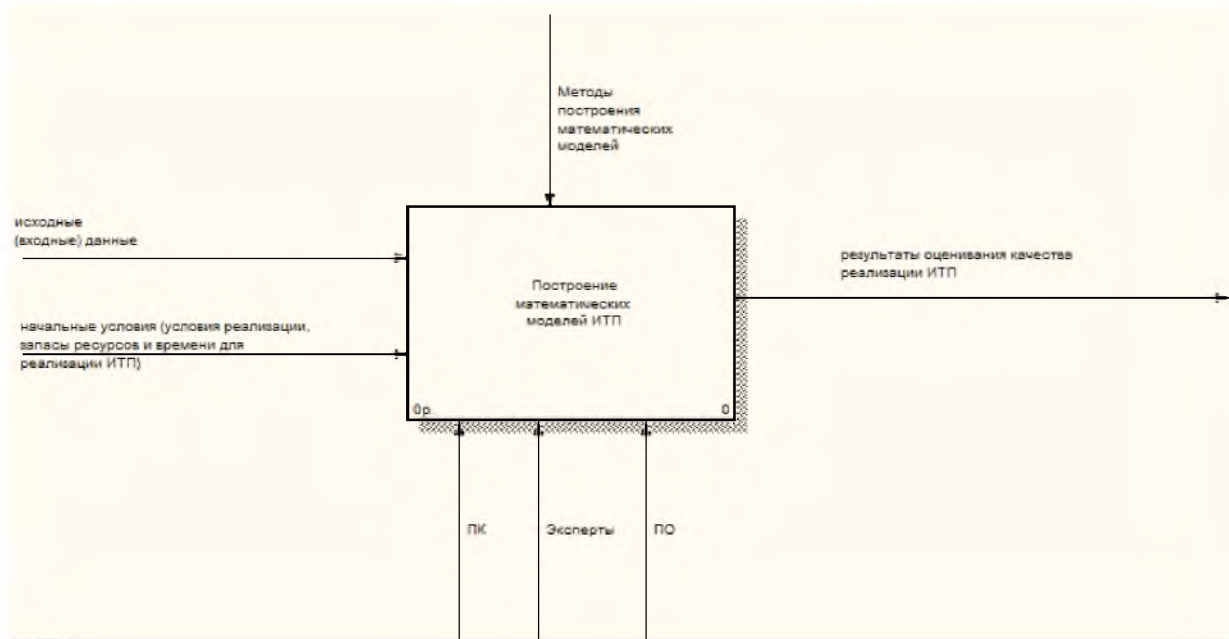 Методы
построения
математических
моделей
исходные
(входные) данные
результаты оценивания качества
реализации ИТП
Построение
математических
моделей ИТП
начальные условия (условия реализации,
запасы ресурсов и времени для
реализации ИТП)
0р.
0
ПК
Эксперты
ПО